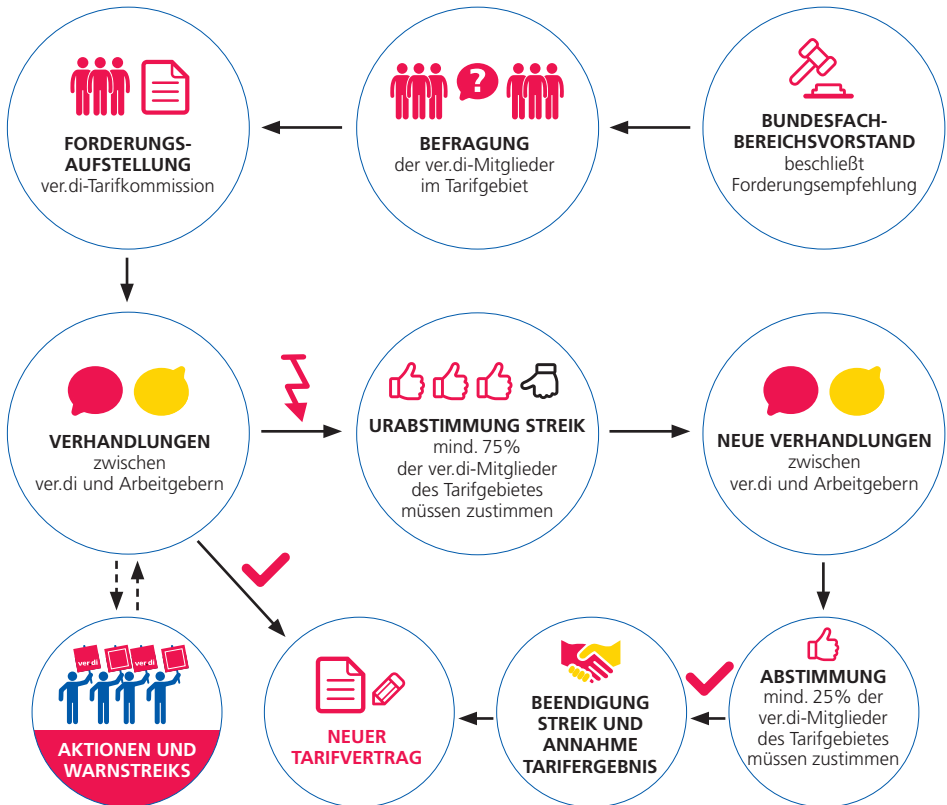 FORDERUNGS-
AUFSTELLUNG
ver.di-Tarifkommission
?
BEFRAGUNG
der ver.di-Mitglieder
im Tarifgebiet
BUNDESFACH-
BEREICHSVORSTAND
beschließt
Forderungsempfehlung
VERHANDLUNGEN
zwischen
ver.di und Arbeitgebern
URABSTIMMUNG STREIK
mind. 75%
der ver.di-Mitglieder
des Tarifgebietes
müssen zustimmen
NEUE VERHANDLUNGEN
zwischen
ver.di und Arbeitgebern
ver.di
ver.di
AKTIONEN UND
WARNSTREIKS
NEUER
TARIFVERTRAG
BEENDIGUNG
STREIK UND
ANNAHME
TARIFERGEBNIS
ABSTIMMUNG
mind. 25% der
ver.di-Mitglieder
des Tarifgebietes
müssen zustimmen